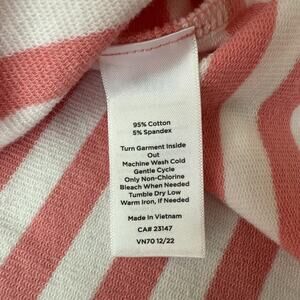 95% Cotton
5% Spandex
Turn Garment Inside
Out
Machine Wash Cold
Gentle Cycle
Only Non-Chlorine
Bleach When Needed
Tumble Dry Low
Warm Iron, If Needed
Made in Vietnam
CA# 23147
VN70 12/22